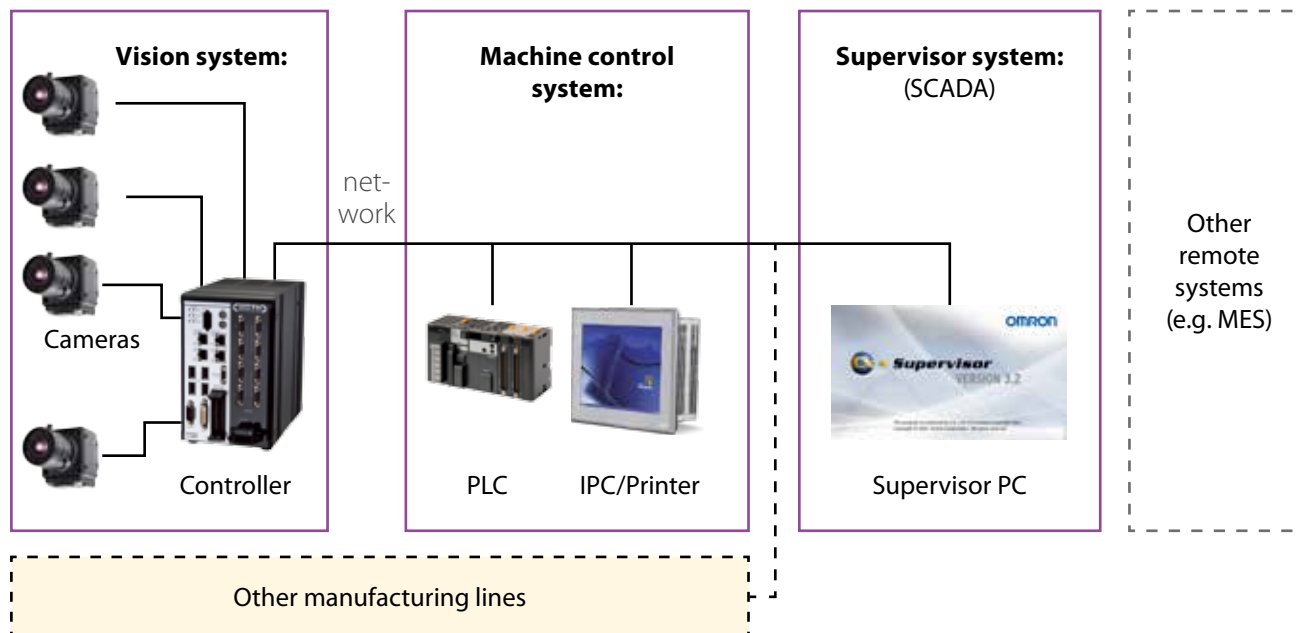 Vision system:
Machine control
system:
Supervisor system:
(SCADA)
net-
work
Other
remote
systems
(e.g. MES)
Cameras
OMRON
Supervisor
VERSION 3.2
Controller
PLC
IPC/Printer
Supervisor PC
Other manufacturing lines